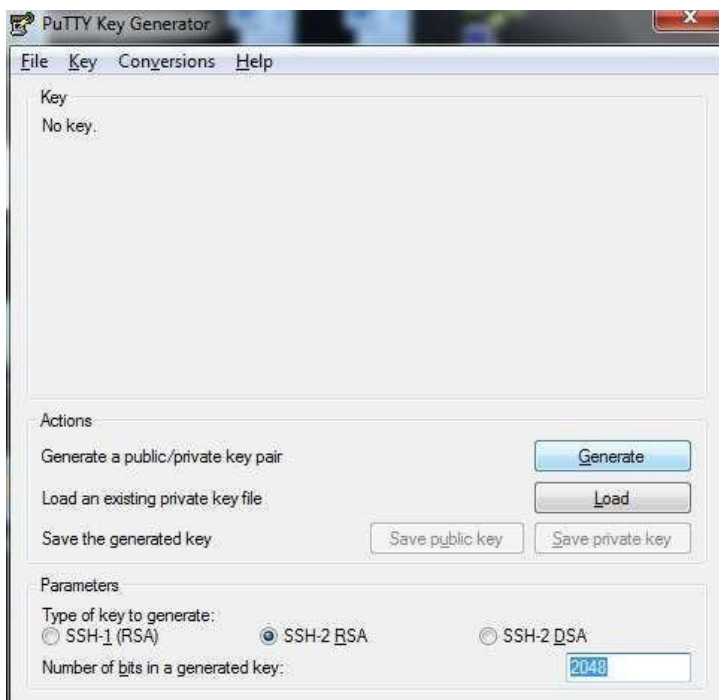 PuTTY Key Generator
File Key Conversions Help
Key
No key.
Actions
Generate a public/private key pair Generate
Load an existing private key file Load
Save the generated key Save public key Save private key
Parameters
Type of key to generate:
SSH-1 (RSA) SSH-2 RSA SSH-2 DSA
Number of bits in a generated key: 2048